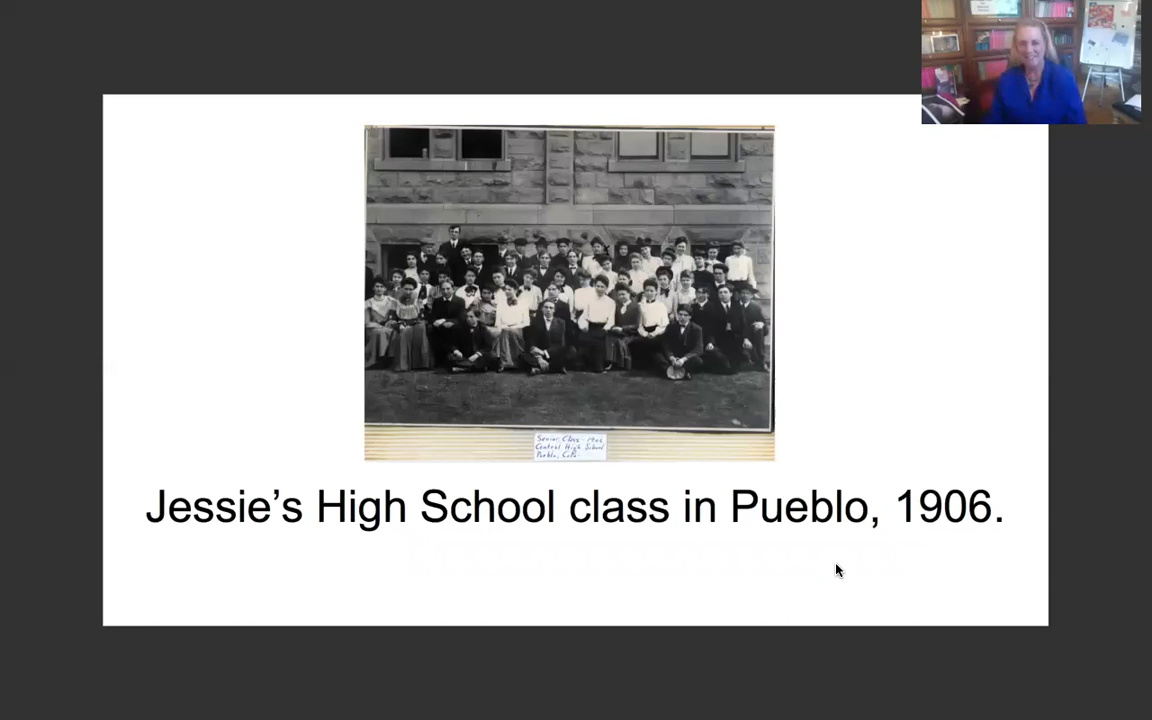 Senior Class - 1906
Central High School
Pueblo, Colo.
Jessie's High School class in Pueblo, 1906.